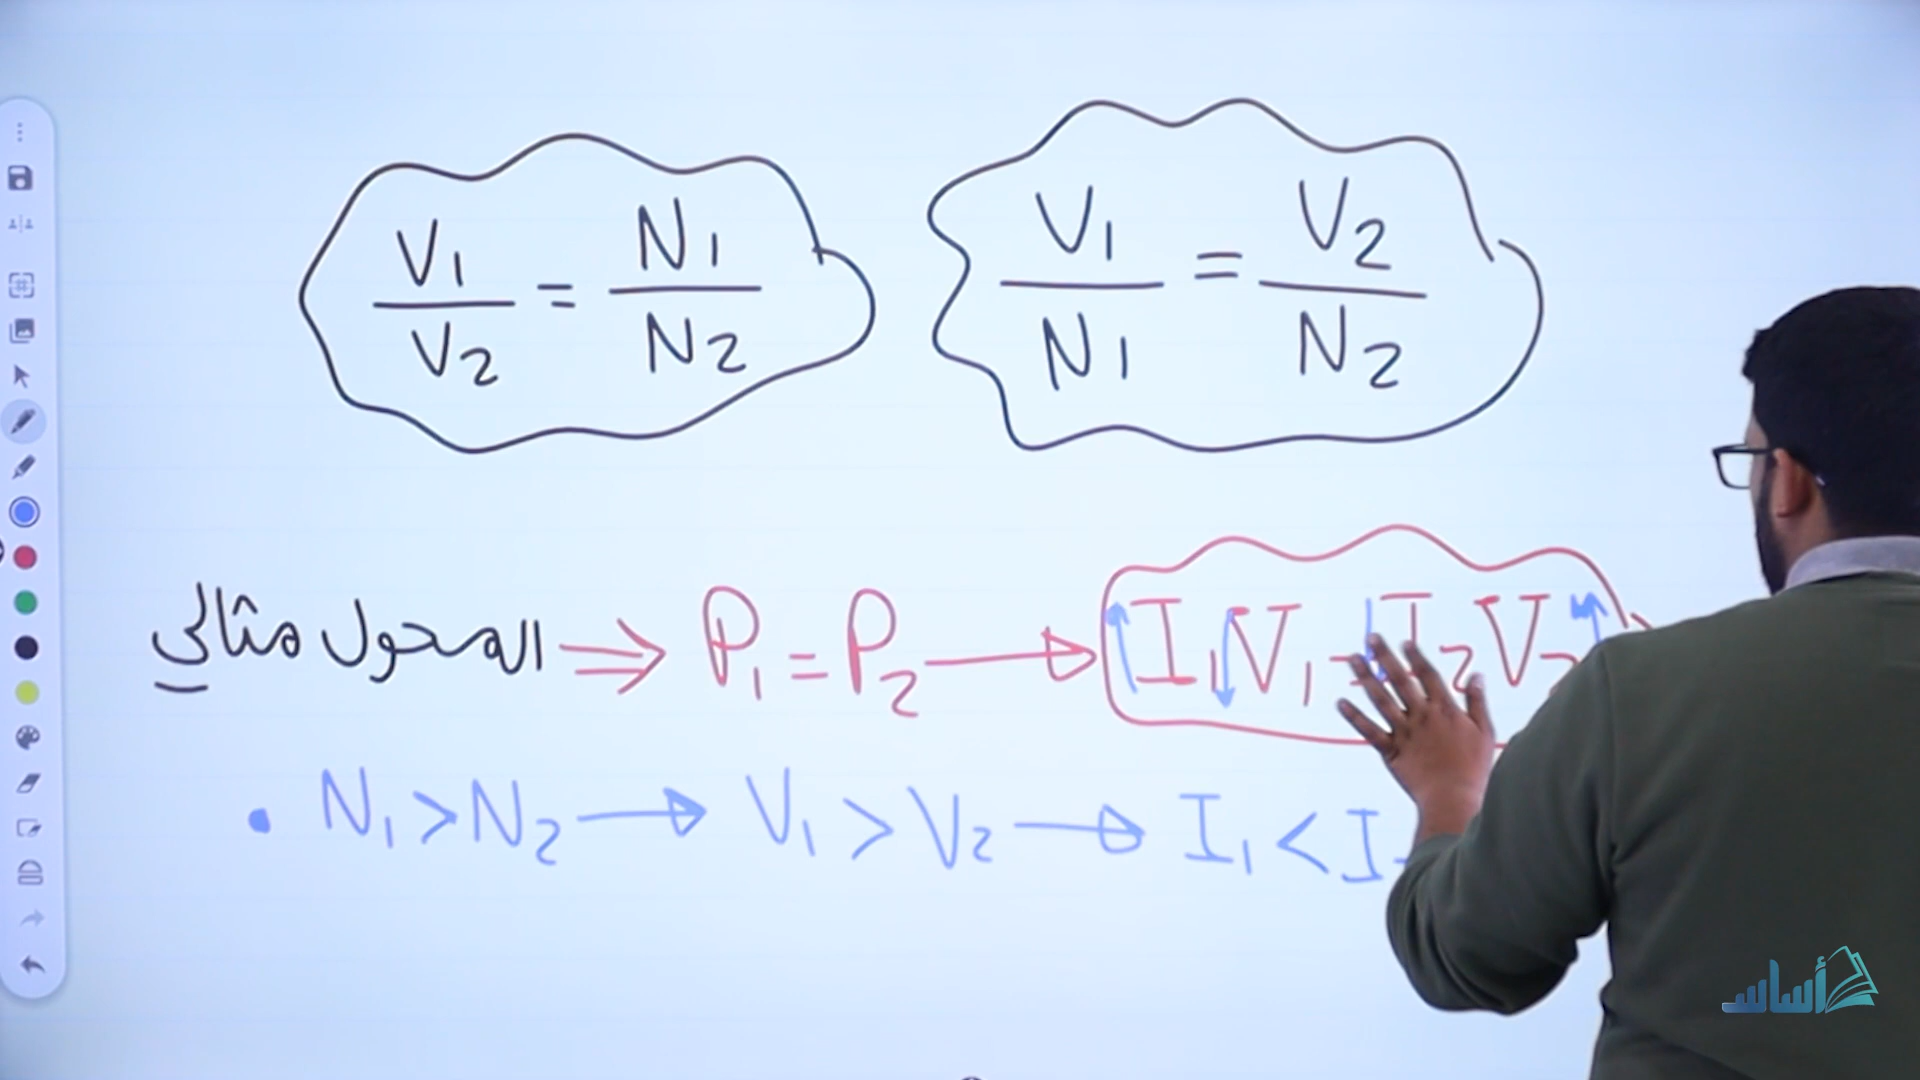 V1/V2 = N1/N2
V1/N1 = V2/N2
المحول مثالي ⇒ P1 = P2 → I1V1 = I2V2
• N1 > N2 → V1 > V2 → I1 < I
أساس